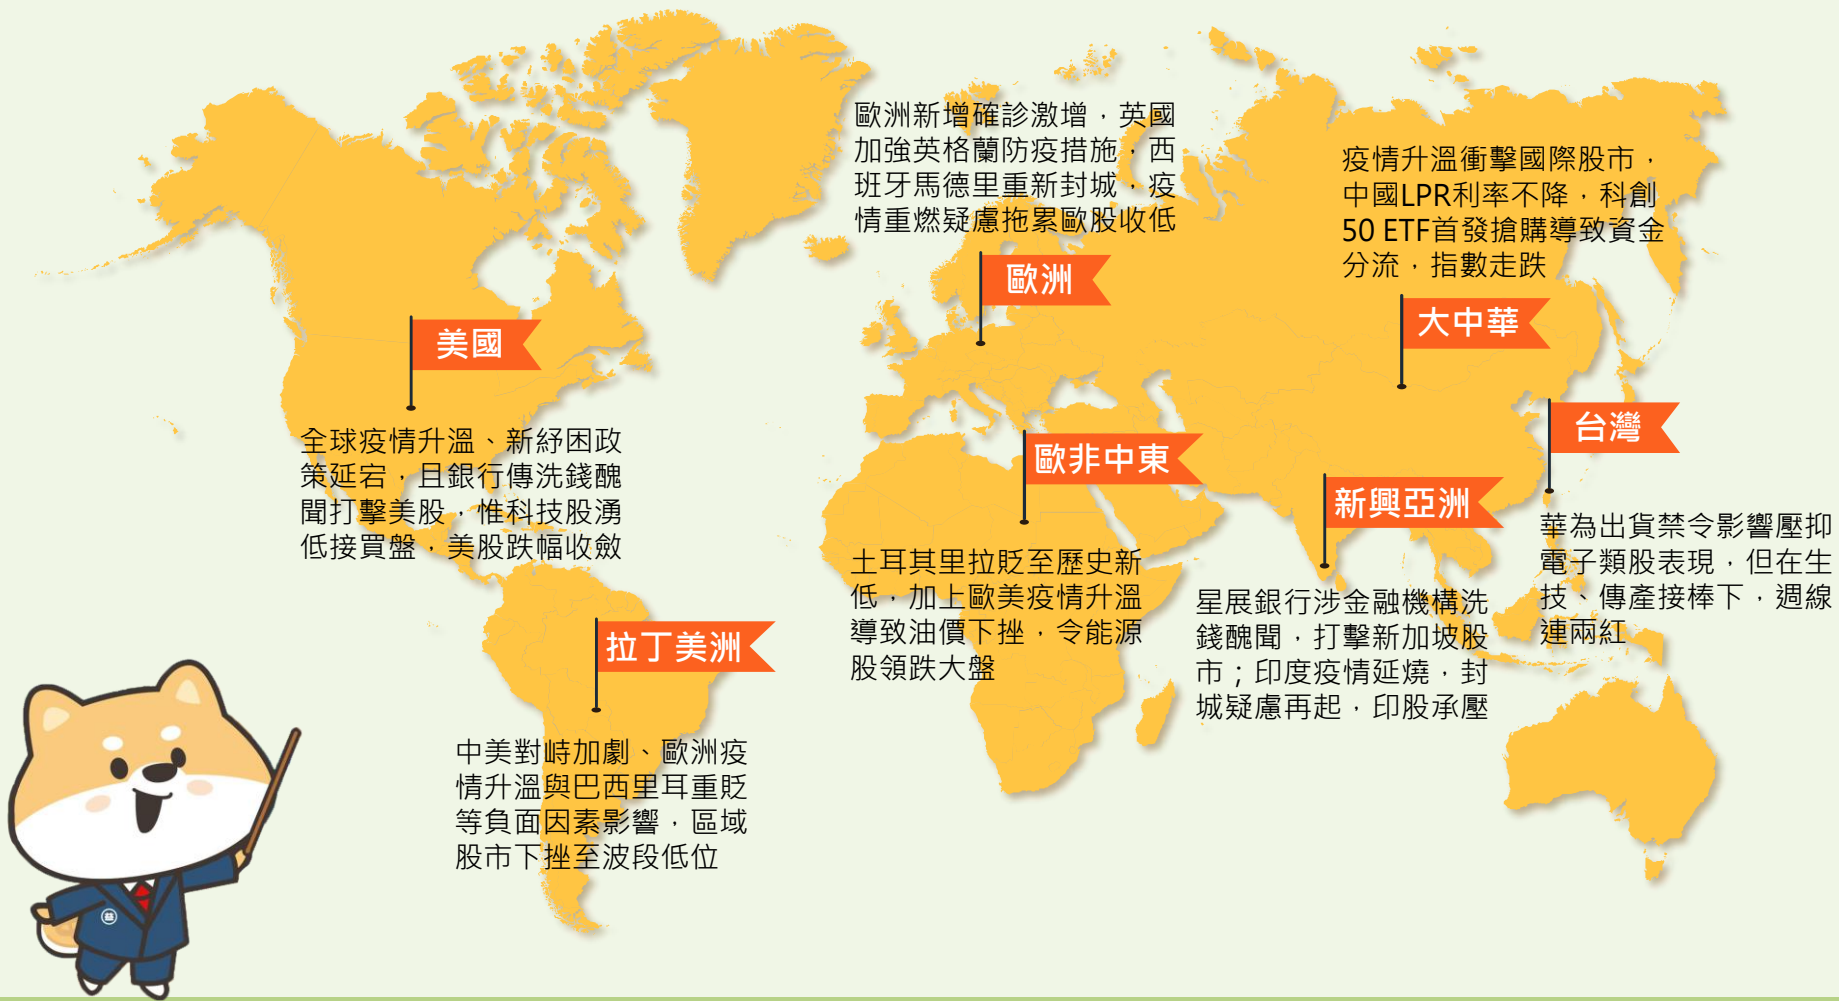 歐洲新增確診激增，英國
加強英格蘭防疫措施，西
班牙馬德里重新封城，疫
情重燃疑慮拖累歐股收低
歐洲
疫情升溫衝擊國際股市，
中國LPR利率不降，科創
50 ETF首發搶購導致資金
分流，指數走跌
大中華
美國
全球疫情升溫、新紓困政
策延宕，且銀行傳洗錢醜
聞打擊美股，惟科技股湧
低接買盤，美股跌幅收斂
歐非中東
土耳其里拉貶至歷史新
低，加上歐美疫情升溫
導致油價下挫，令能源
股領跌大盤
新興亞洲
星展銀行涉金融機構洗
錢醜聞，打擊新加坡股
市；印度疫情延燒，封
城疑慮再起，印股承壓
台灣
華為出貨禁令影響壓抑
電子類股表現，但在生
技、傳產接棒下，週線
連兩紅
拉丁美洲
中美對峙加劇、歐洲疫
情升溫與巴西里耳重貶
等負面因素影響，區域
股市下挫至波段低位